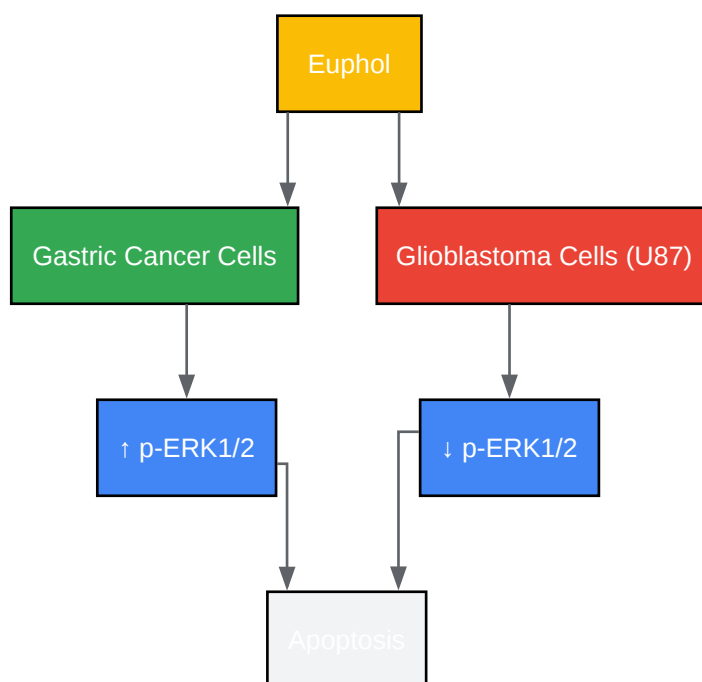 Euphol
Gastric Cancer Cells
Glioblastoma Cells (U87)
↑ p-ERK1/2
↓ p-ERK1/2
Apoptosis